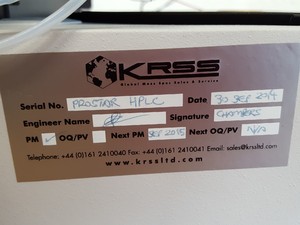 KRSS
Global Mass Spec Sales & Service
Serial No. PROSTAR HPLC Date 30 SEP 2014
Engineer Name Signature CHAMBERS
PM ✓ OQ/PV Next PM SEP 2015 Next OQ/PV N/A
Telephone: +44 (0)161 2410040 Fax: +44 (0)161 2410041 Email: sales@krssltd.com
www.krssltd.com